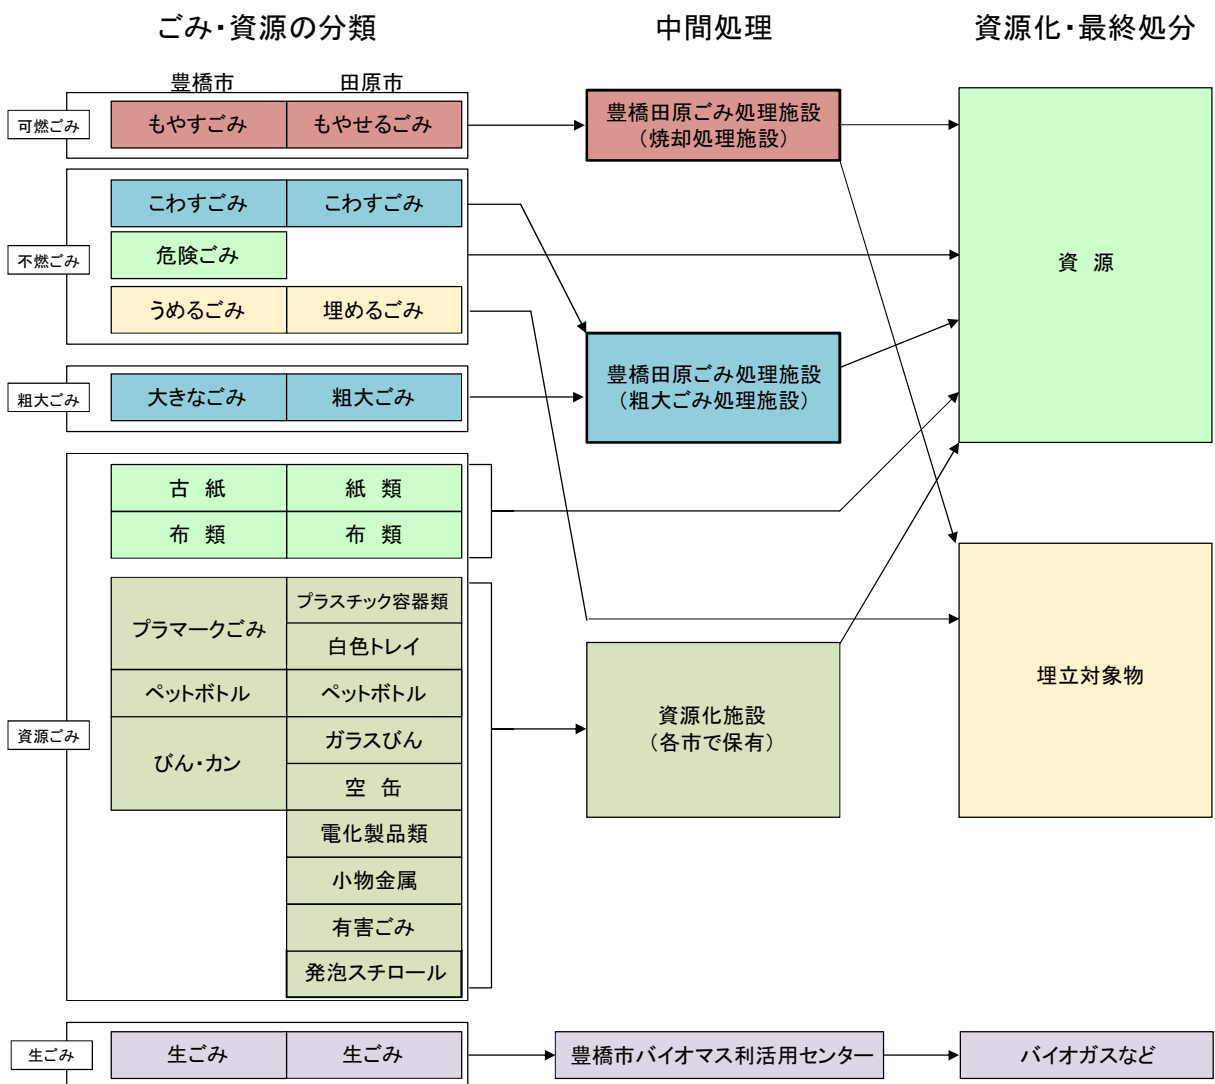 ごみ・資源の分類
中間処理
資源化・最終処分
豊橋市
田原市
可燃ごみ
もやすごみ
もやせるごみ
豊橋田原ごみ処理施設
（焼却処理施設）
不燃ごみ
こわすごみ
こわすごみ
危険ごみ
うめるごみ
埋めるごみ
資 源
粗大ごみ
大きなごみ
粗大ごみ
豊橋田原ごみ処理施設
（粗大ごみ処理施設）
資源ごみ
古 紙
紙 類
布 類
布 類
プラマークごみ
プラスチック容器類
白色トレイ
ペットボトル
ペットボトル
びん・カン
ガラスびん
空 缶
電化製品類
小物金属
有害ごみ
発泡スチロール
資源化施設
（各市で保有）
埋立対象物
生ごみ
生ごみ
生ごみ
豊橋市バイオマス利活用センター
バイオガスなど